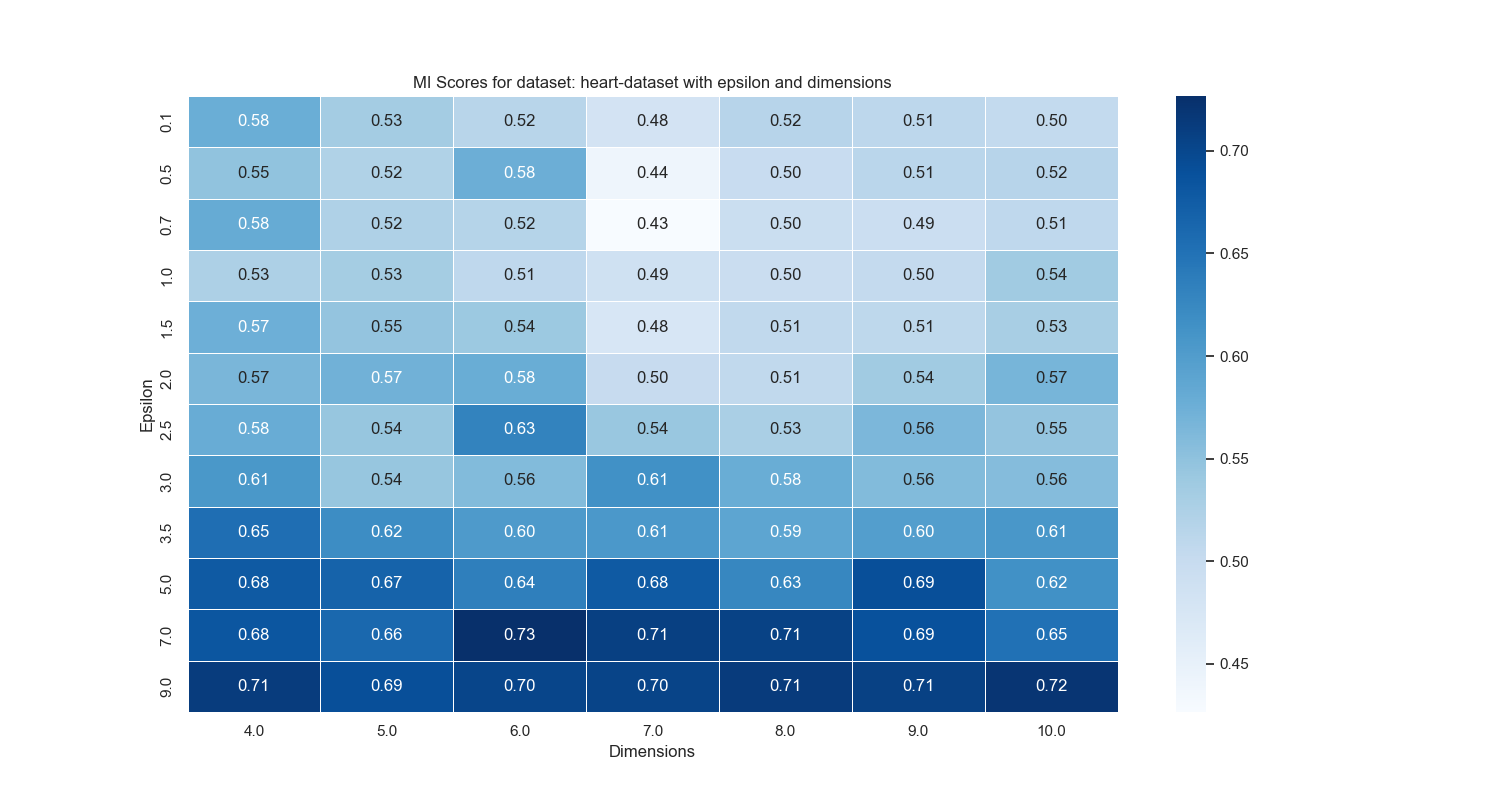 MI Scores for dataset: heart-dataset with epsilon and dimensions
0.1 0.58 0.53 0.52 0.48 0.52 0.51 0.50
0.5 0.55 0.52 0.58 0.44 0.50 0.51 0.52
0.7 0.58 0.52 0.52 0.43 0.50 0.49 0.51
1.0 0.53 0.53 0.51 0.49 0.50 0.50 0.54
1.5 0.57 0.55 0.54 0.48 0.51 0.51 0.53
2.0 0.57 0.57 0.58 0.50 0.51 0.54 0.57
2.5 0.58 0.54 0.63 0.54 0.53 0.56 0.55
3.0 0.61 0.54 0.56 0.61 0.58 0.56 0.56
3.5 0.65 0.62 0.60 0.61 0.59 0.60 0.61
5.0 0.68 0.67 0.64 0.68 0.63 0.69 0.62
7.0 0.68 0.66 0.73 0.71 0.71 0.69 0.65
9.0 0.71 0.69 0.70 0.70 0.71 0.71 0.72
4.0 5.0 6.0 7.0 8.0 9.0 10.0
Dimensions
Epsilon
0.70
0.65
0.60
0.55
0.50
0.45